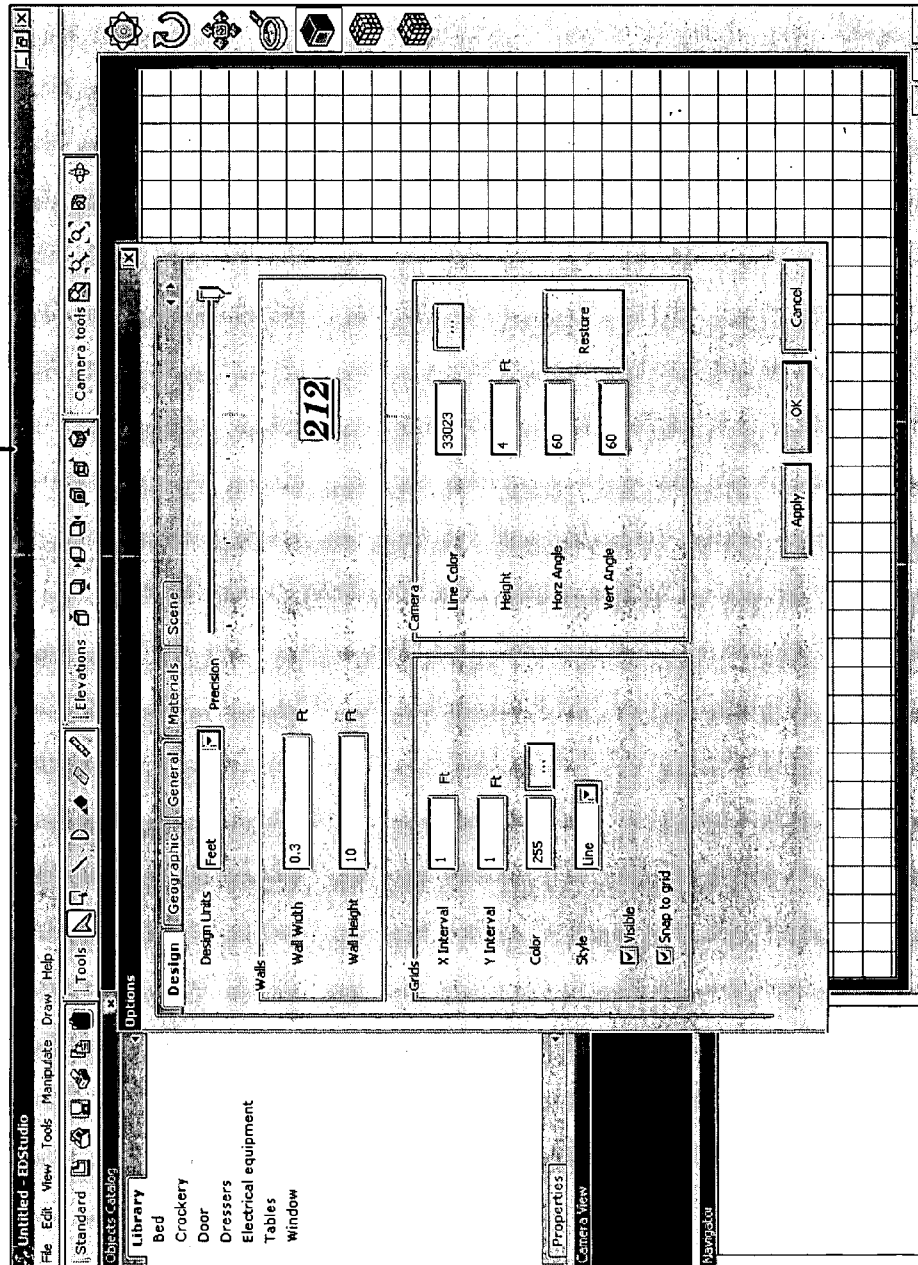 Untitled - EDStudio
File Edit View Tools Manipulate Draw Help
Standard Tools Elevations Camera tools
Objects Catalog
Library
Bed
Crockery
Door
Dressers
Electrical equipment
Tables
Window
Properties
Camera View
Navigator
Options
Design Geographic General Materials Scene
Design Units Feet Precision
Walls
Wall Width 0.3 Ft
212
Wall Height 10 Ft
Grids
X Interval 1 Ft
Y Interval 1 Ft
Color 255 ...
Style Line
Visible
Snap to grid
Camera
Line Color 33023 ...
Height 4 Ft
Horz Angle 60
Vert Angle 60
Restore
Apply OK Cancel